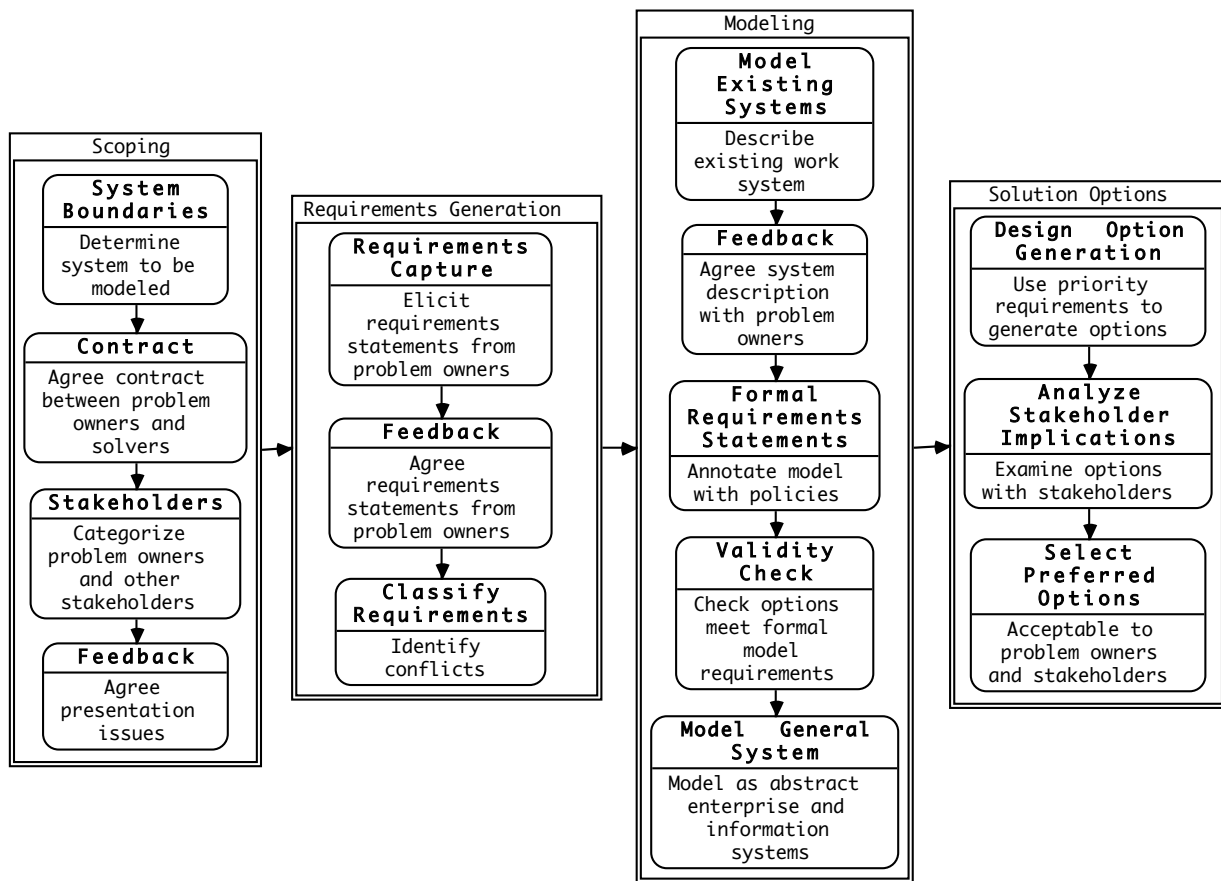 Scoping
System
Boundaries
Determine
system to be
modeled
Contract
Agree contract
between problem
owners and
solvers
Stakeholders
Categorize
problem owners
and other
stakeholders
Feedback
Agree
presentation
issues
Requirements Generation
Requirements
Capture
Elicit
requirements
statements from
problem owners
Feedback
Agree
requirements
statements from
problem owners
Classify
Requirements
Identify
conflicts
Modeling
Model
Existing
Systems
Describe
existing work
system
Feedback
Agree system
description
with problem
owners
Formal
Requirements
Statements
Annotate model
with policies
Validity
Check
Check options
meet formal
model
requirements
Model General
System
Model as abstract
enterprise and
information
systems
Solution Options
Design Option
Generation
Use priority
requirements to
generate options
Analyze
Stakeholder
Implications
Examine options
with stakeholders
Select
Preferred
Options
Acceptable to
problem owners
and stakeholders